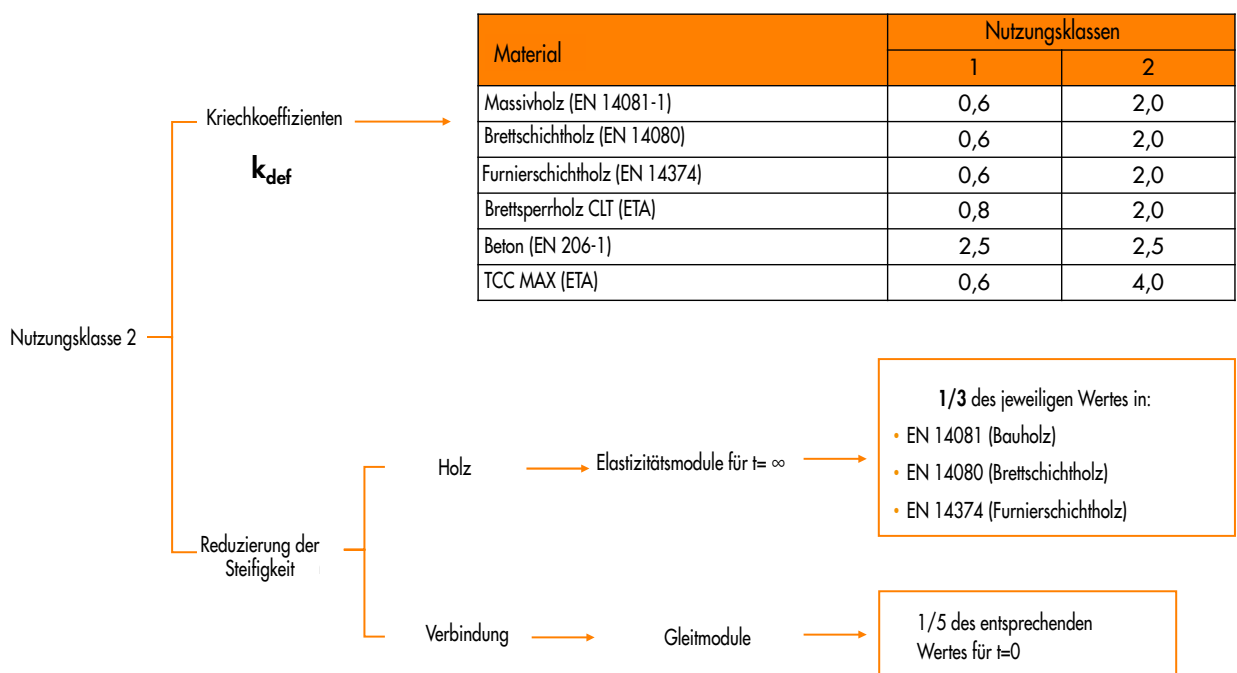 Material
Nutzungsklassen
1 2
Massivholz (EN 14081-1) 0,6 2,0
Brettschichtholz (EN 14080) 0,6 2,0
Furnierschichtholz (EN 14374) 0,6 2,0
Brettsperrholz CLT (ETA) 0,8 2,0
Beton (EN 206-1) 2,5 2,5
TCC MAX (ETA) 0,6 4,0
Kriechkoeffizienten
kdef
Nutzungsklasse 2
Reduzierung der
Steifigkeit
Holz
Elastizitätsmodule für t= ∞
1/3 des jeweiligen Wertes in:
• EN 14081 (Bauholz)
• EN 14080 (Brettschichtholz)
• EN 14374 (Furnierschichtholz)
Verbindung
Gleitmodule
1/5 des entsprechenden
Wertes für t=0